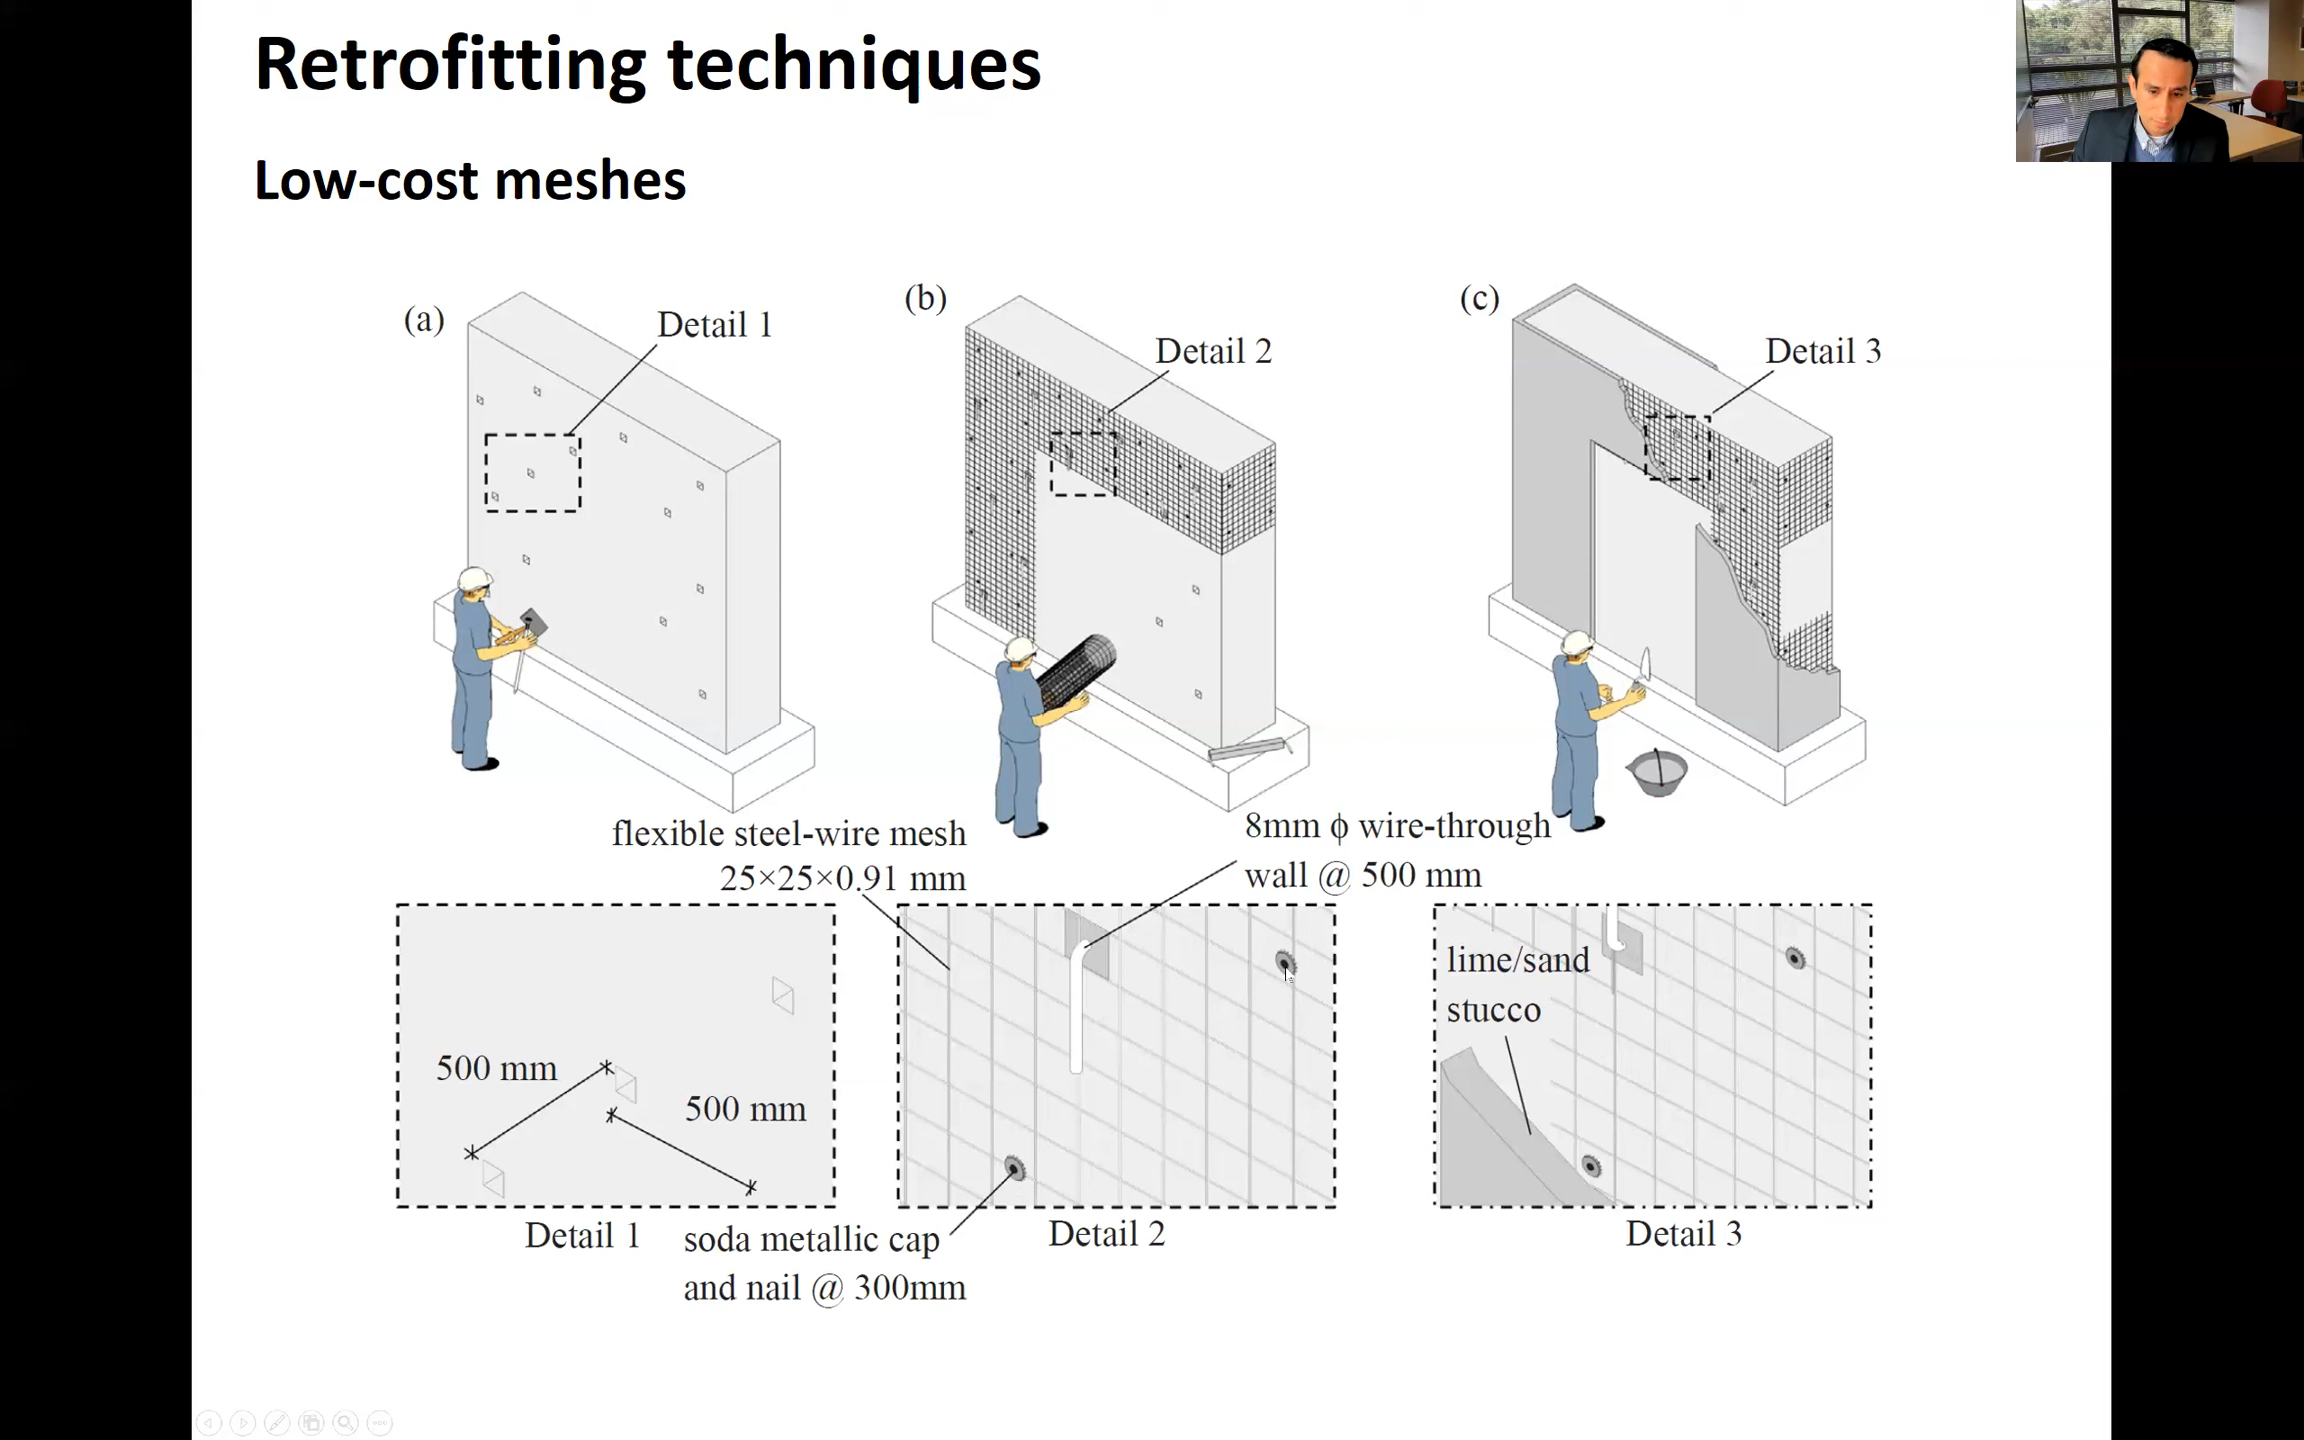 Retrofitting techniques
Low-cost meshes
(a)
Detail 1
(b)
Detail 2
(c)
Detail 3
flexible steel-wire mesh
25×25×0.91 mm
8mm ϕ wire-through
wall @ 500 mm
500 mm
500 mm
Detail 1
soda metallic cap
and nail @ 300mm
Detail 2
lime/sand
stucco
Detail 3